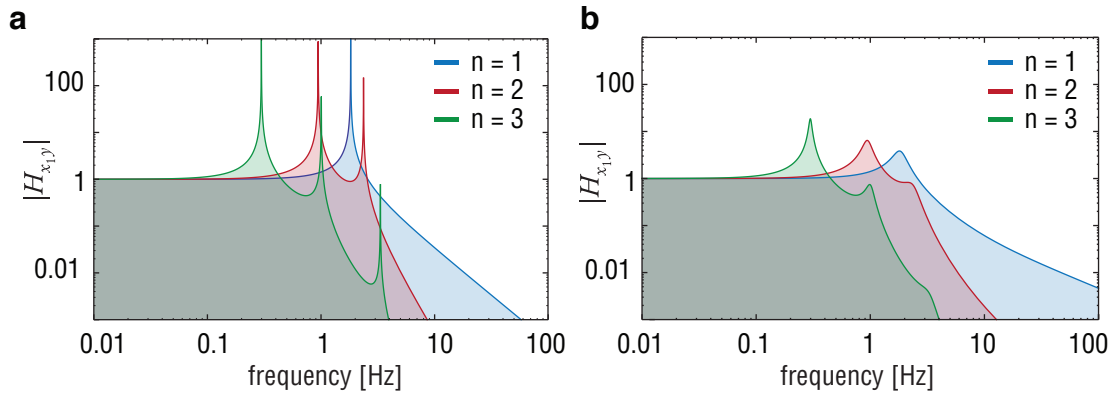 a
|H_{x_1y}|
100
1
0.01
n = 1
n = 2
n = 3
0.01 0.1 1 10 100
frequency [Hz]
b
|H_{x_1y}|
100
1
0.01
n = 1
n = 2
n = 3
0.01 0.1 1 10 100
frequency [Hz]